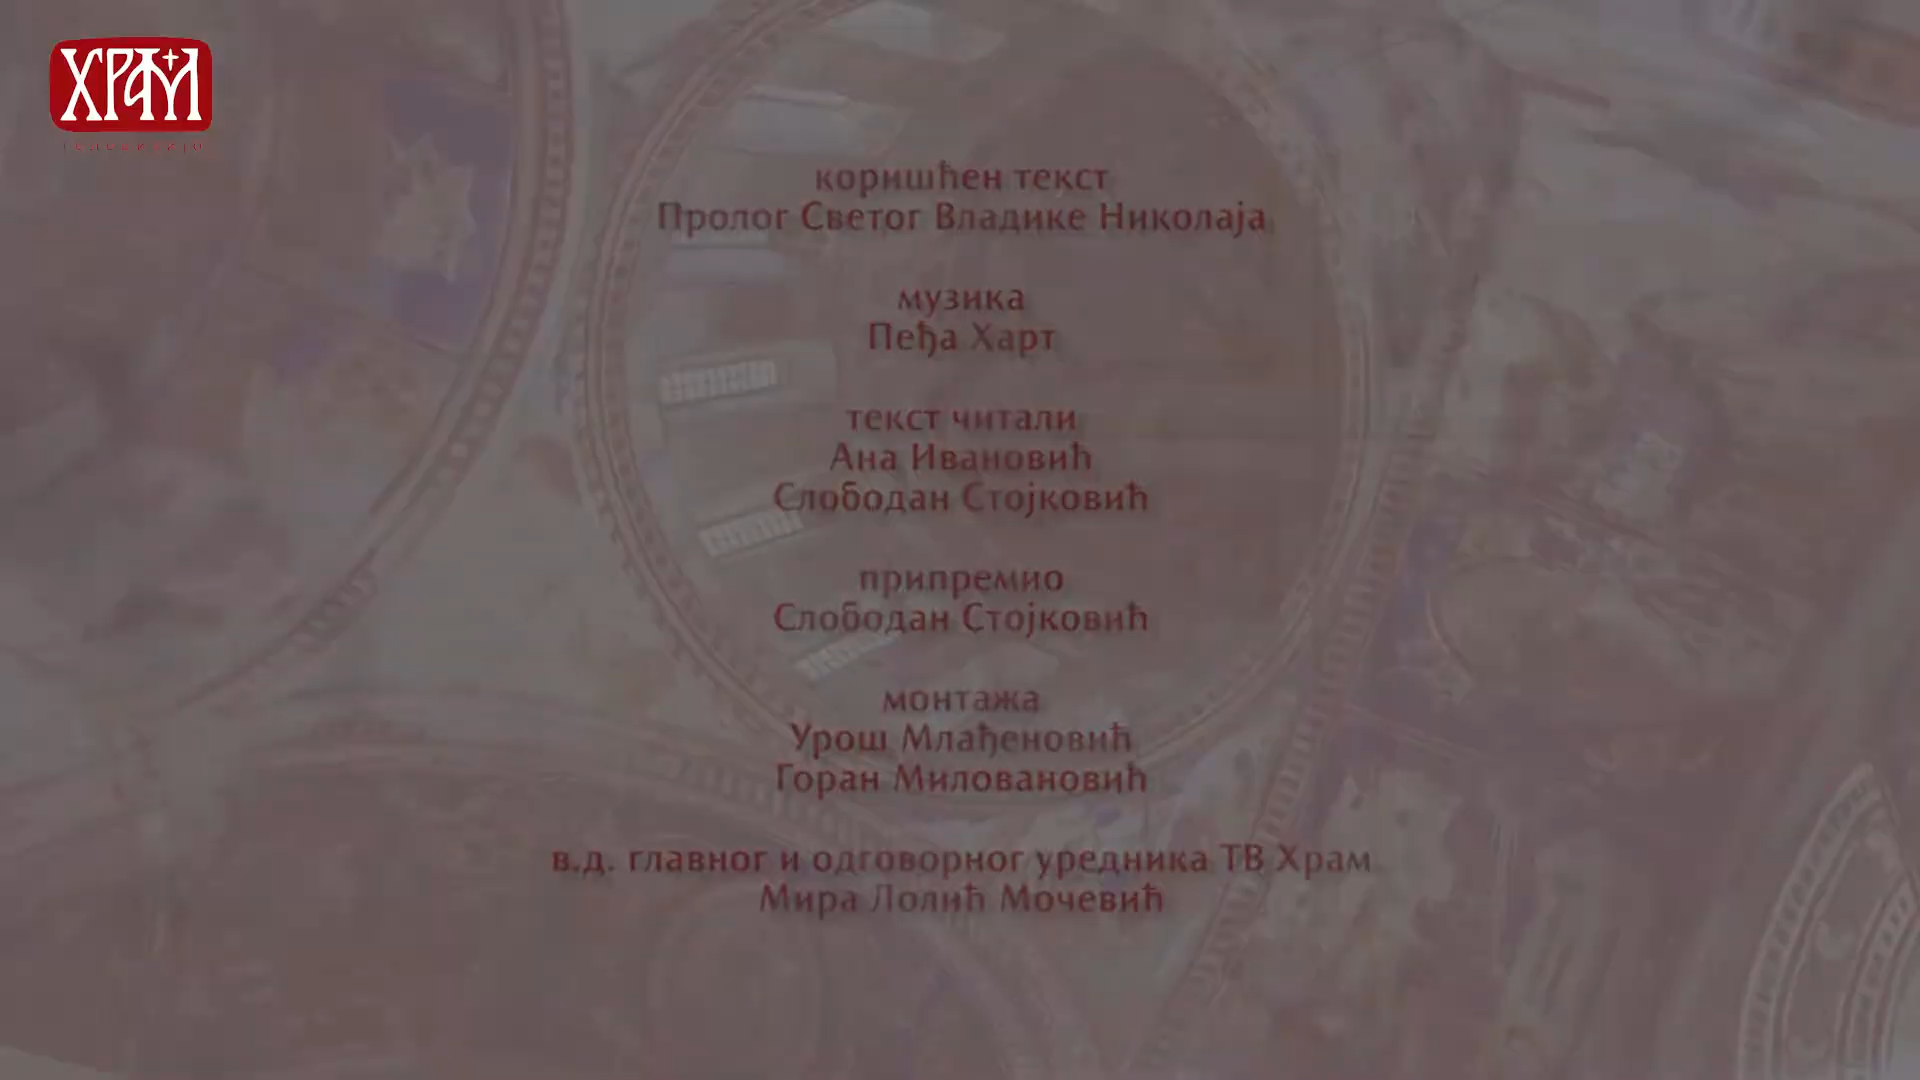 ХРАМ
телевизија
коришћен текст
Пролог Светог Владике Николаја
музика
Пеђа Харт
текст читали
Ана Ивановић
Слободан Стојковић
припремио
Слободан Стојковић
монтажа
Урош Млађеновић
Горан Миловановић
в.д. главног и одговорног уредника ТВ Храм
Мира Лолић Мочевић